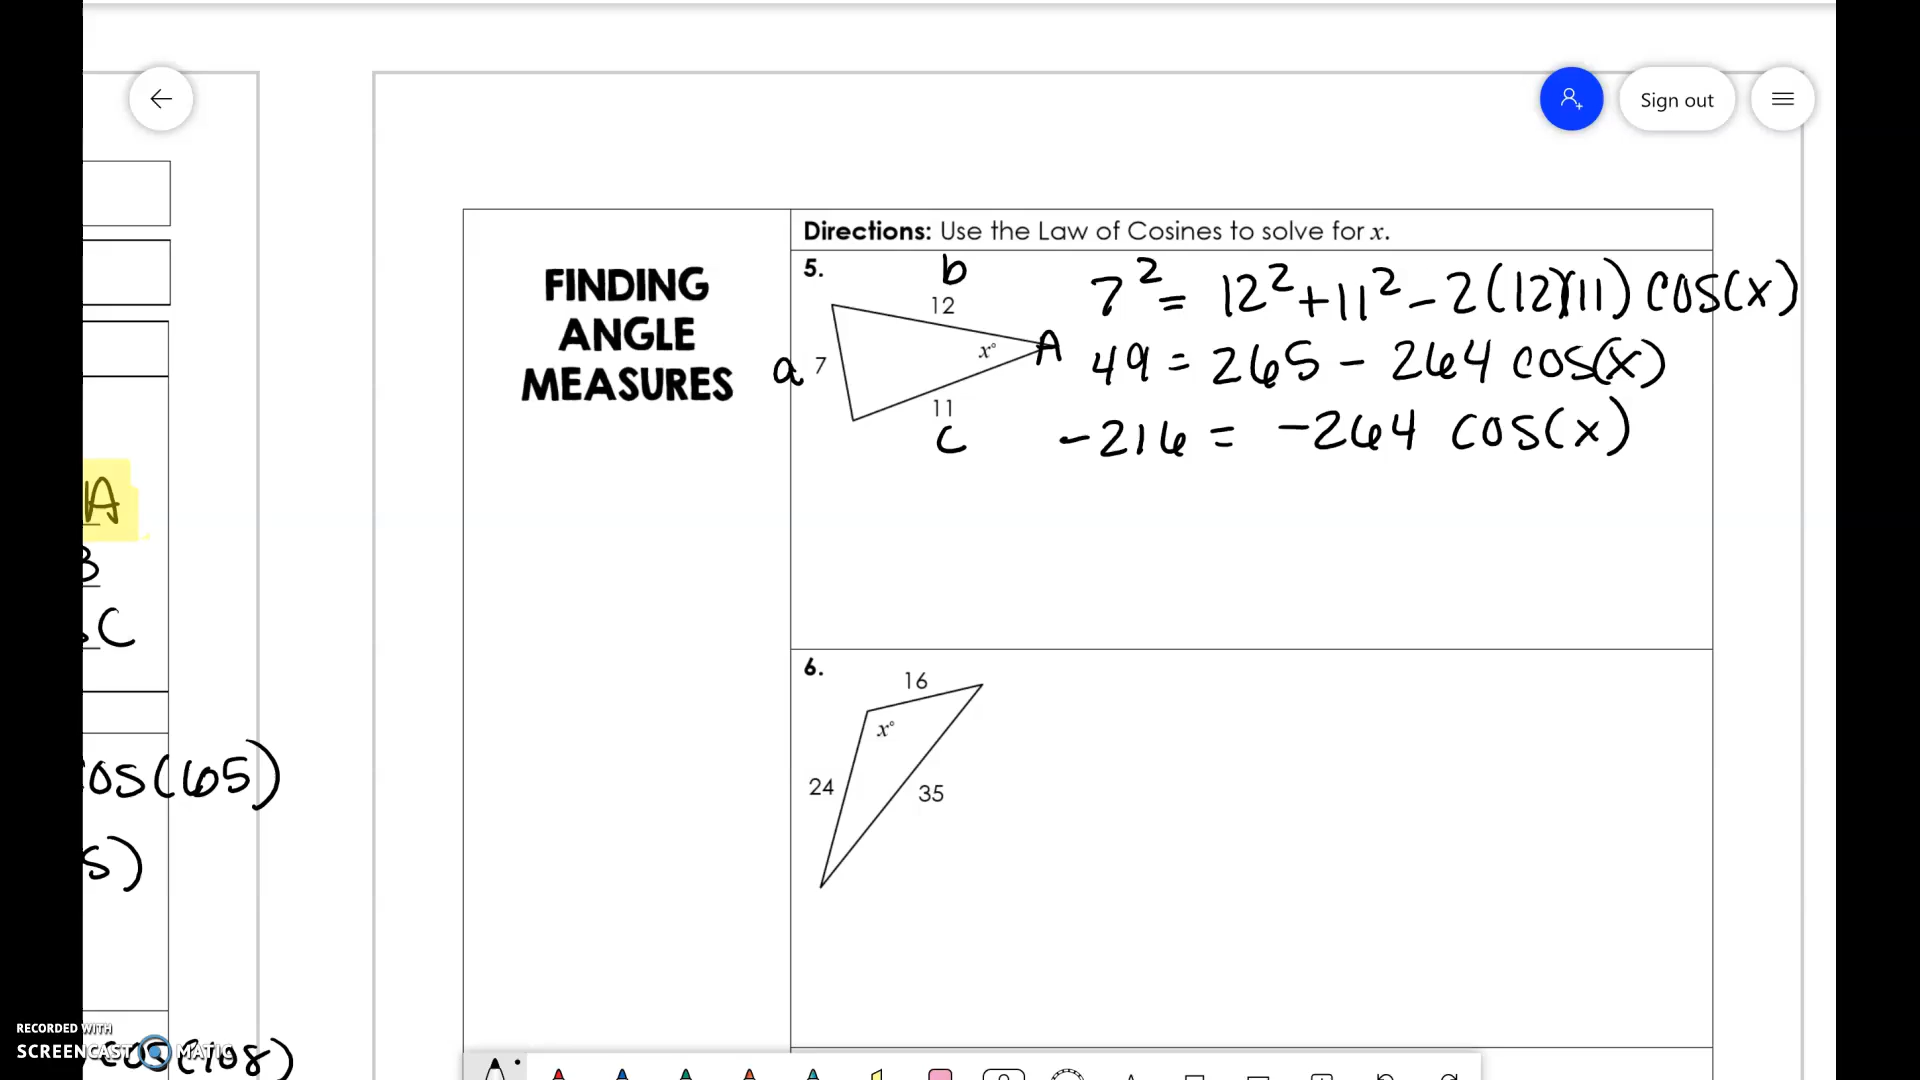 Sign out
A
B
C
cos(65)
5)
cos(108)
FINDING
ANGLE
MEASURES
Directions: Use the Law of Cosines to solve for x.
5.
b
12
a 7
x°
A
11
c
7² = 12² + 11² - 2(12)(11) cos(x)
49 = 265 - 264 cos(x)
-216 = -264 cos(x)
6.
16
x°
24
35
RECORDED WITH
SCREENCAST MATIC